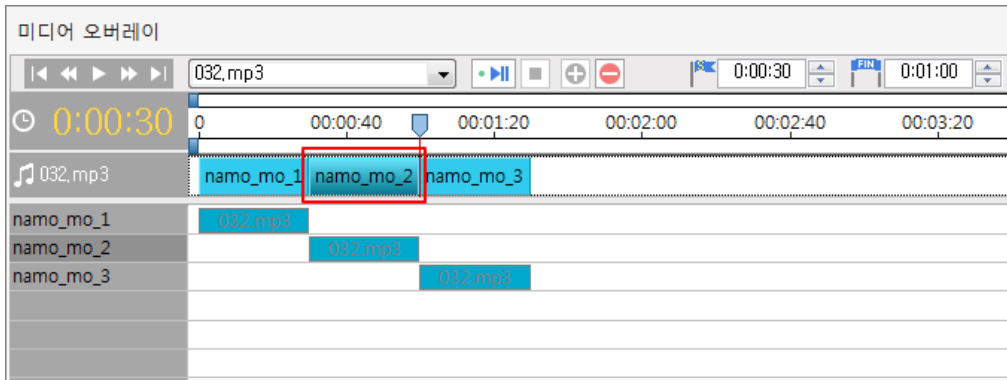 미디어 오버레이
032.mp3 S 0:00:30 FIN 0:01:00
0:00:30 0 00:00:40 00:01:20 00:02:00 00:02:40 00:03:20
032.mp3 namo_mo_1 namo_mo_2 namo_mo_3
namo_mo_1 032.mp3
namo_mo_2 032.mp3
namo_mo_3 032.mp3